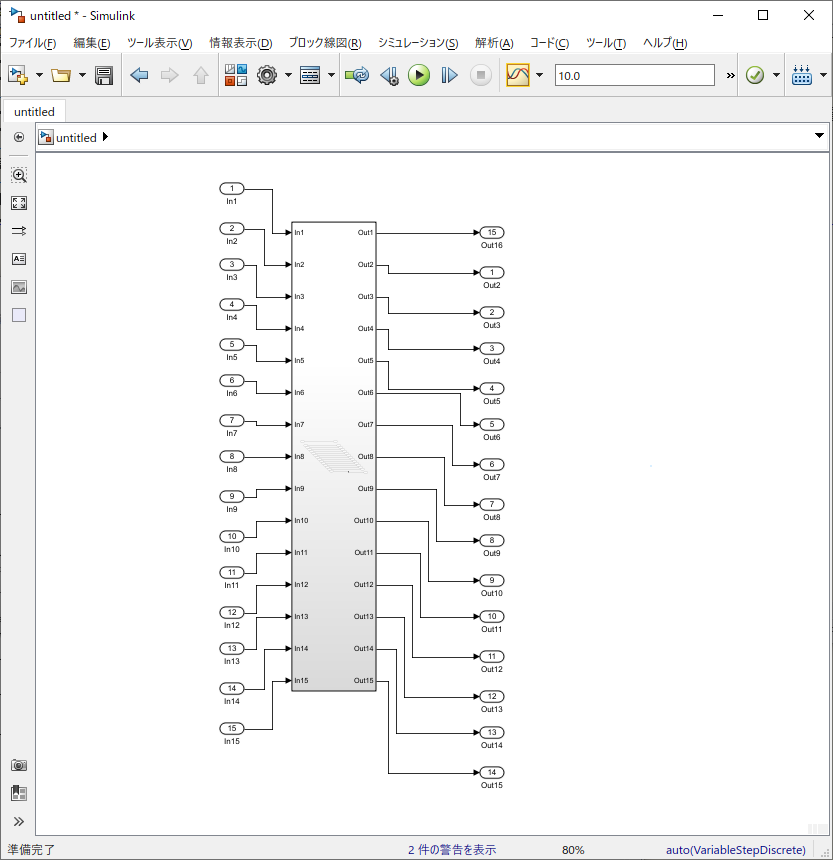 untitled * - Simulink
ファイル(F) 編集(E) ツール表示(V) 情報表示(D) ブロック線図(R) シミュレーション(S) 解析(A) コード(C) ツール(T) ヘルプ(H)
10.0 »
untitled
untitled
1
In1
2
In2
3
In3
4
In4
5
In5
6
In6
7
In7
8
In8
9
In9
10
In10
11
In11
12
In12
13
In13
14
In14
15
In15
In1 Out1
In2 Out2
In3 Out3
In4 Out4
In5 Out5
In6 Out6
In7 Out7
In8 Out8
In9 Out9
In10 Out10
In11 Out11
In12 Out12
In13 Out13
In14 Out14
In15 Out15
15
Out16
1
Out2
2
Out3
3
Out4
4
Out5
5
Out6
6
Out7
7
Out8
8
Out9
9
Out10
10
Out11
11
Out12
12
Out13
13
Out14
14
Out15
準備完了 2 件の警告を表示 80% auto(VariableStepDiscrete)